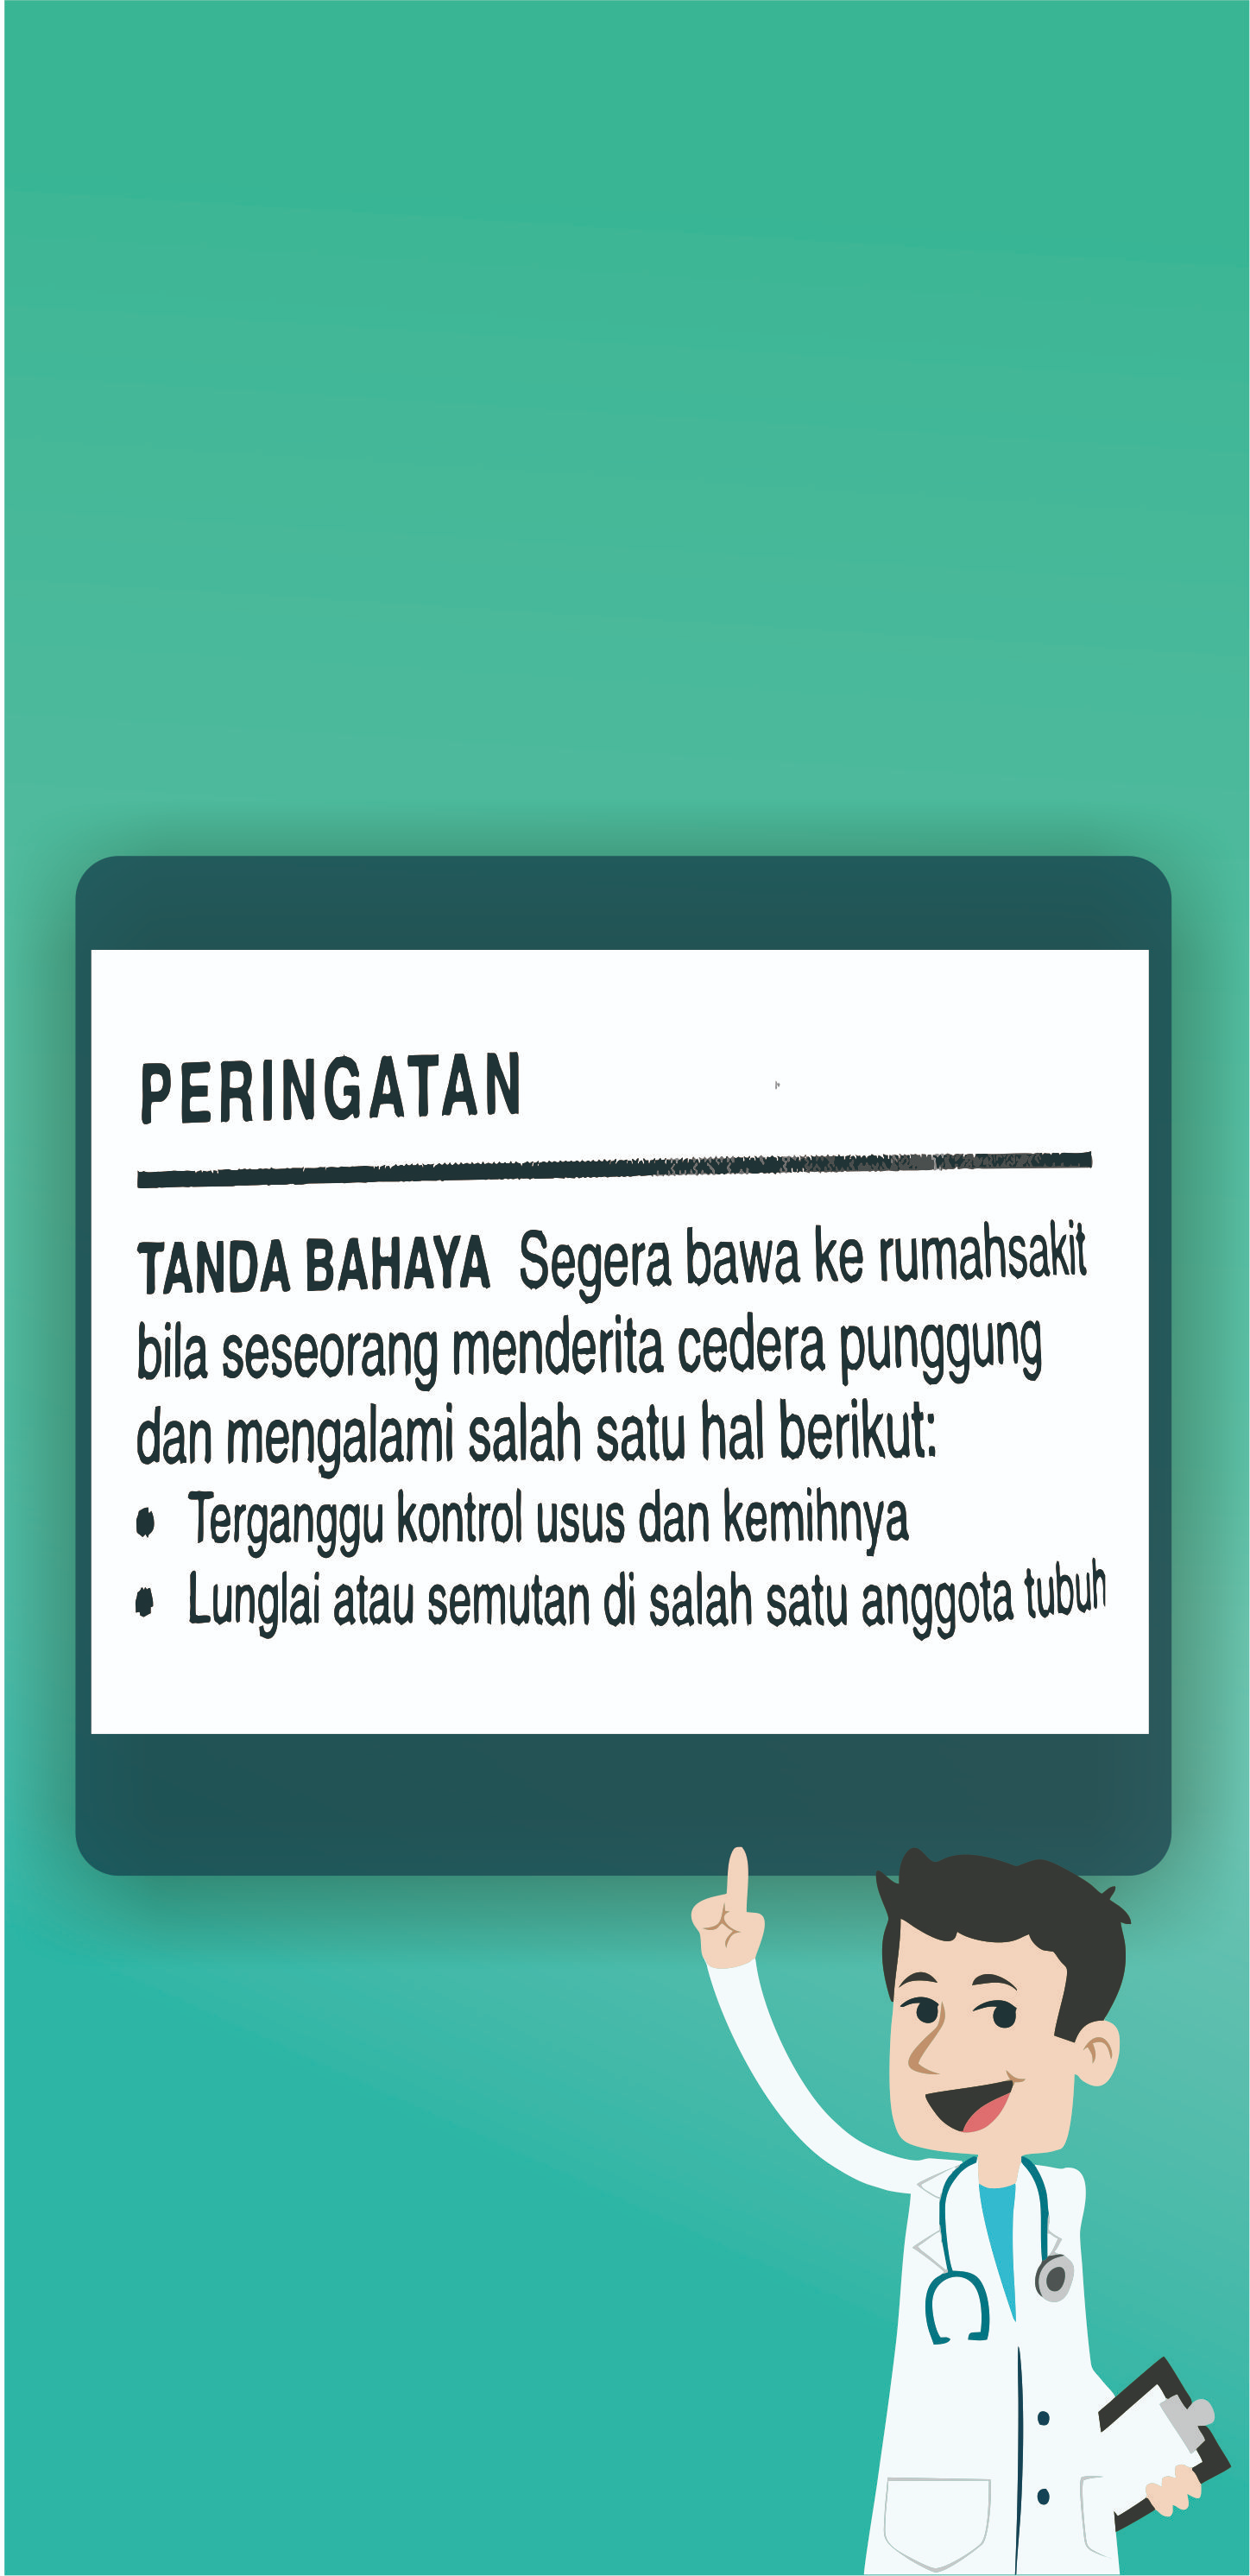 PERINGATAN
TANDA BAHAYA Segera bawa ke rumahsakit
bila seseorang menderita cedera punggung
dan mengalami salah satu hal berikut:
• Terganggu kontrol usus dan kemihnya
• Lunglai atau semutan di salah satu anggota tubuh